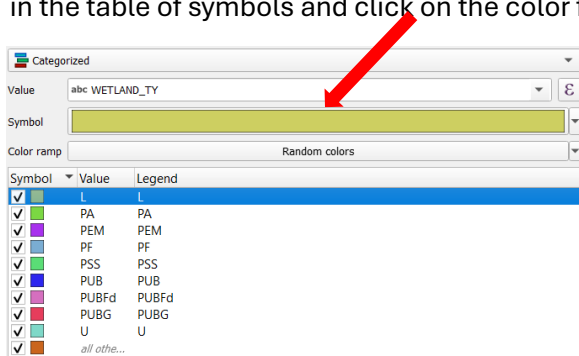 in the table of symbols and click on the color
Categorized
Value abc WETLAND_TY ε
Symbol
Color ramp Random colors
Symbol Value Legend
L L
PA PA
PEM PEM
PF PF
PSS PSS
PUB PUB
PUBFd PUBFd
PUBG PUBG
U U
all othe...